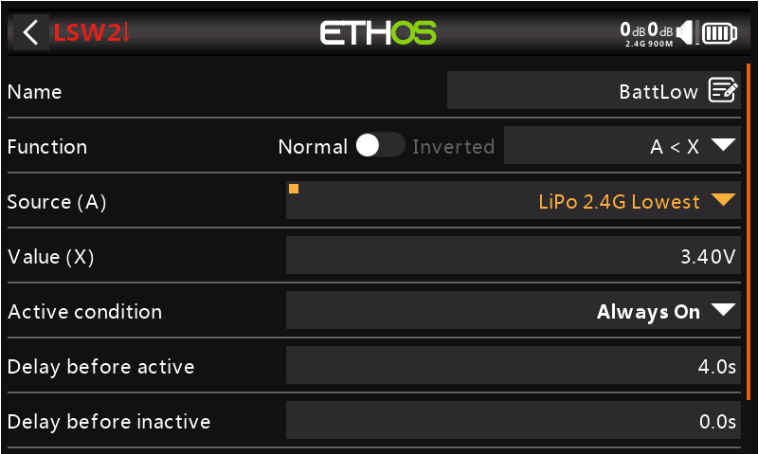 LSW2↓ ETHOS 0dB 0dB
2.4G 900M
Name BattLow
Function Normal Inverted A < X
Source (A) LiPo 2.4G Lowest
Value (X) 3.40V
Active condition Always On
Delay before active 4.0s
Delay before inactive 0.0s